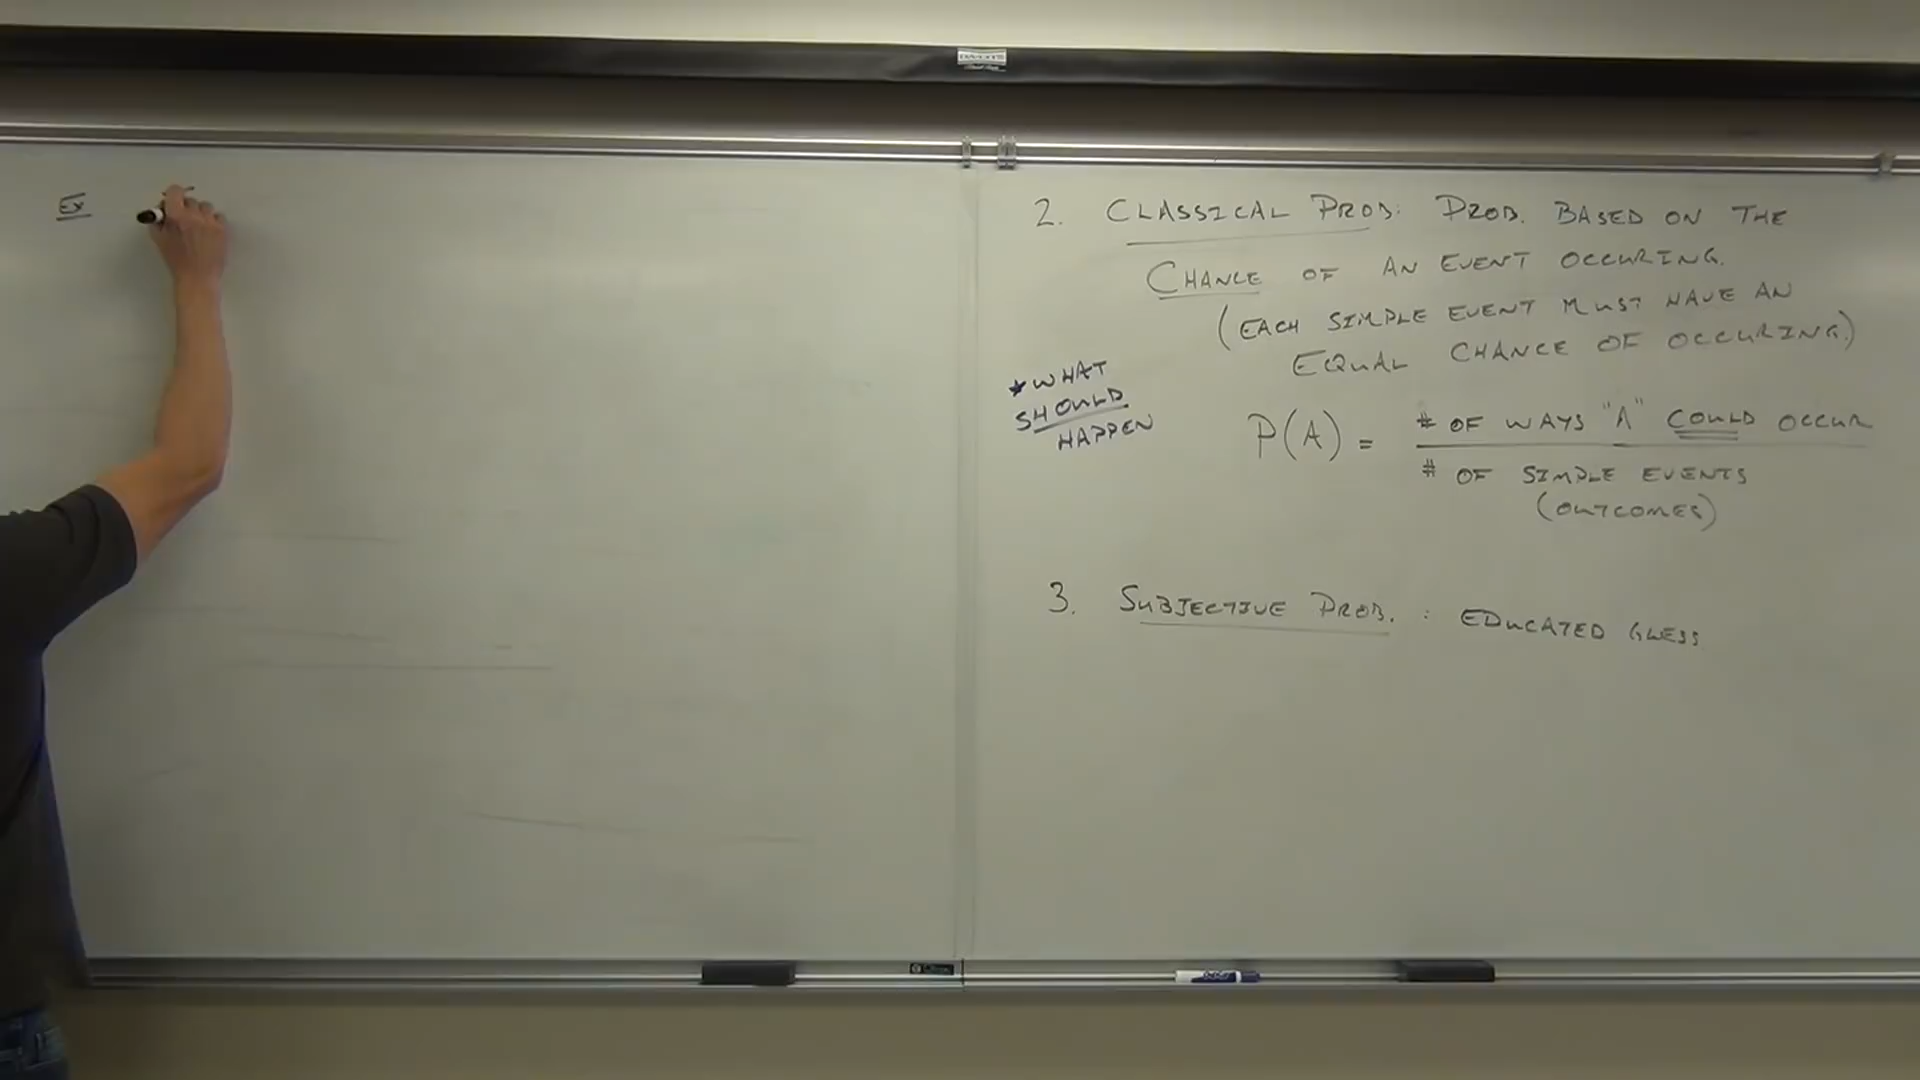 Ex
2. CLASSICAL PROB: PROB. BASED ON THE
CHANCE OF AN EVENT OCCURING.
(EACH SIMPLE EVENT MUST HAVE AN
EQUAL CHANCE OF OCCURING.)
*WHAT
SHOULD
HAPPEN
P(A) = # OF WAYS "A" COULD OCCUR
# OF SIMPLE EVENTS
(OUTCOMES)
3. SUBJECTIVE PROB. : EDUCATED GUESS